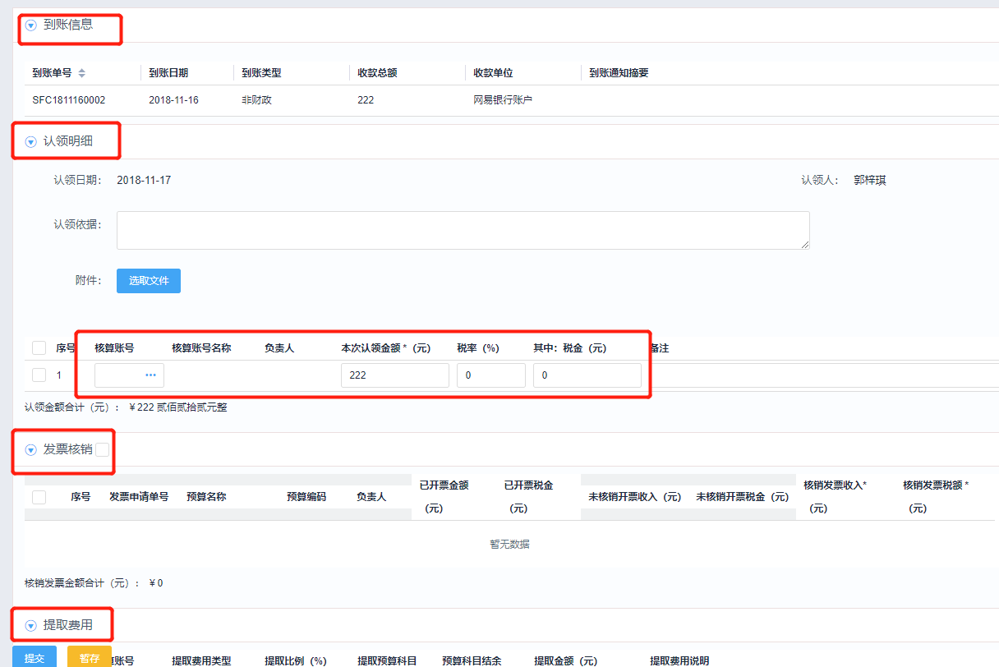 到账信息
到账单号 到账日期 到账类型 收款总额 收款单位 到账通知摘要
SFC1811160002 2018-11-16 非财政 222 网易银行账户
认领明细
认领日期： 2018-11-17 认领人： 郭梓琪
认领依据：
附件： 选取文件
序号 核算账号 核算账号名称 负责人 本次认领金额 *（元） 税率（%） 其中：税金（元） 备注
1 ••• 222 0 0
认领金额合计（元）： ￥222 贰佰贰拾贰元整
发票核销
序号 发票申请单号 预算名称 预算编码 负责人 已开票金额（元） 已开票税金（元） 未核销开票收入（元） 未核销开票税金（元） 核销发票收入*（元） 核销发票税额 *（元）
暂无数据
核销发票金额合计（元）： ￥0
提取费用
提交 暂存 账号 提取费用类型 提取比例（%） 提取预算科目 预算科目结余 提取金额（元） 提取费用说明